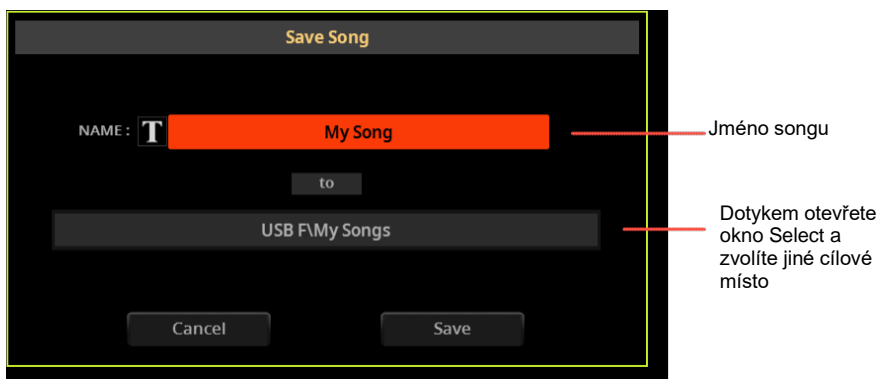 Save Song
NAME : T My Song
Jméno songu
to
USB F\My Songs
Dotykem otevřete
okno Select a
zvolíte jiné cílové
místo
Cancel Save